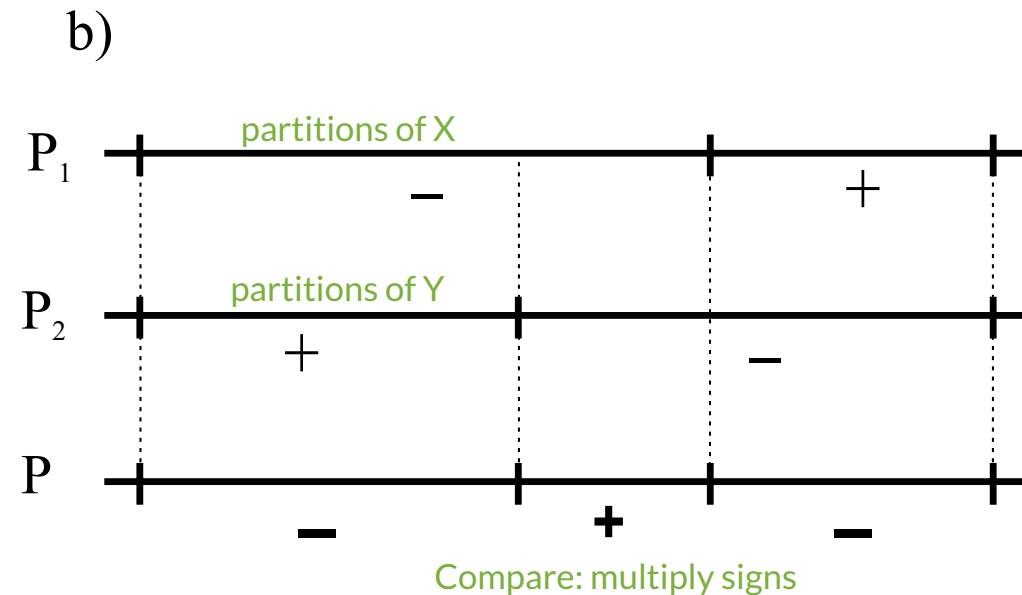 b)
partitions of X
P₁
− +
partitions of Y
P₂
+ −
P
− + −
Compare: multiply signs